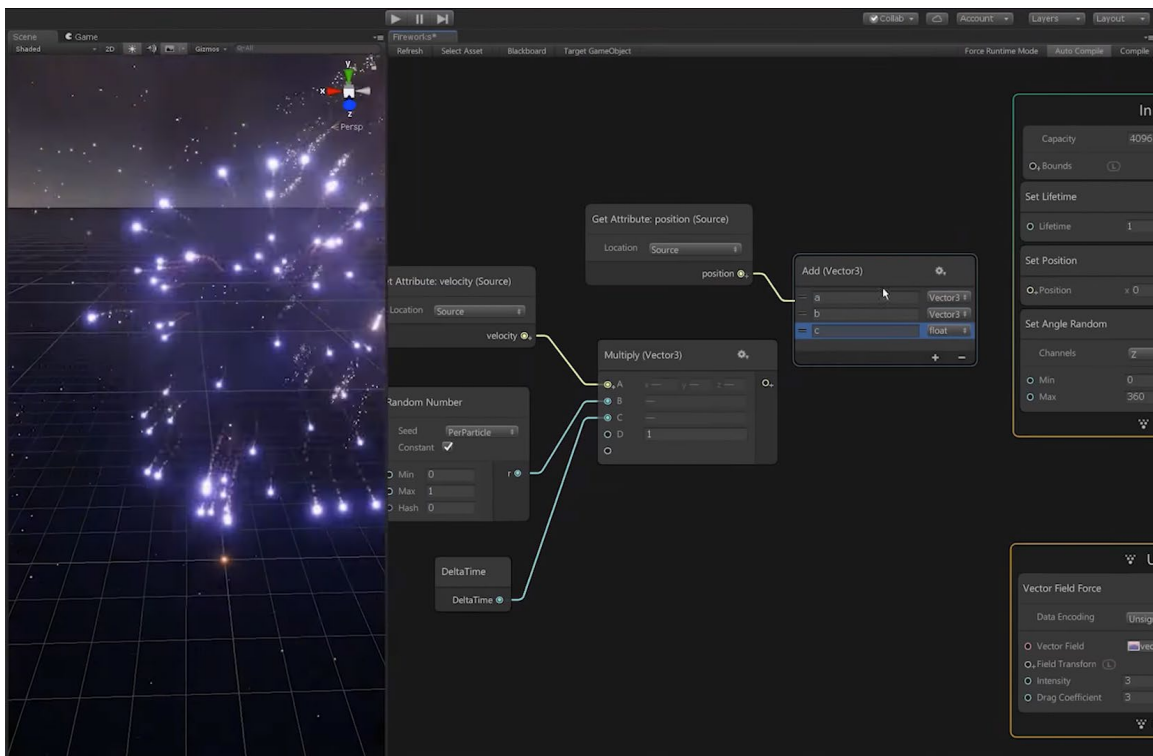 Collab
Account
Layers
Layout
Scene
Game
Fireworks*
Shaded
2D
Gizmos
Refresh
Select Asset
Blackboard
Target GameObject
Force Runtime Mode
Auto Compile
Compile
y
x
z
Persp
In
Capacity
4096
Bounds
L
Set Lifetime
Lifetime
1
Set Position
Position
x 0
Set Angle Random
Channels
Z
Min
0
Max
360
Get Attribute: position (Source)
Location
Source
position
Add (Vector3)
a
Vector3
b
Vector3
c
float
+ −
t Attribute: velocity (Source)
Location
Source
velocity
Multiply (Vector3)
A
x — y — z —
B
—
C
—
D
1
Random Number
Seed
PerParticle
Constant
Min
0
r
Max
1
Hash
0
DeltaTime
DeltaTime
U
Vector Field Force
Data Encoding
Unsig
Vector Field
vec
Field Transforn
L
Intensity
3
Drag Coefficient
3